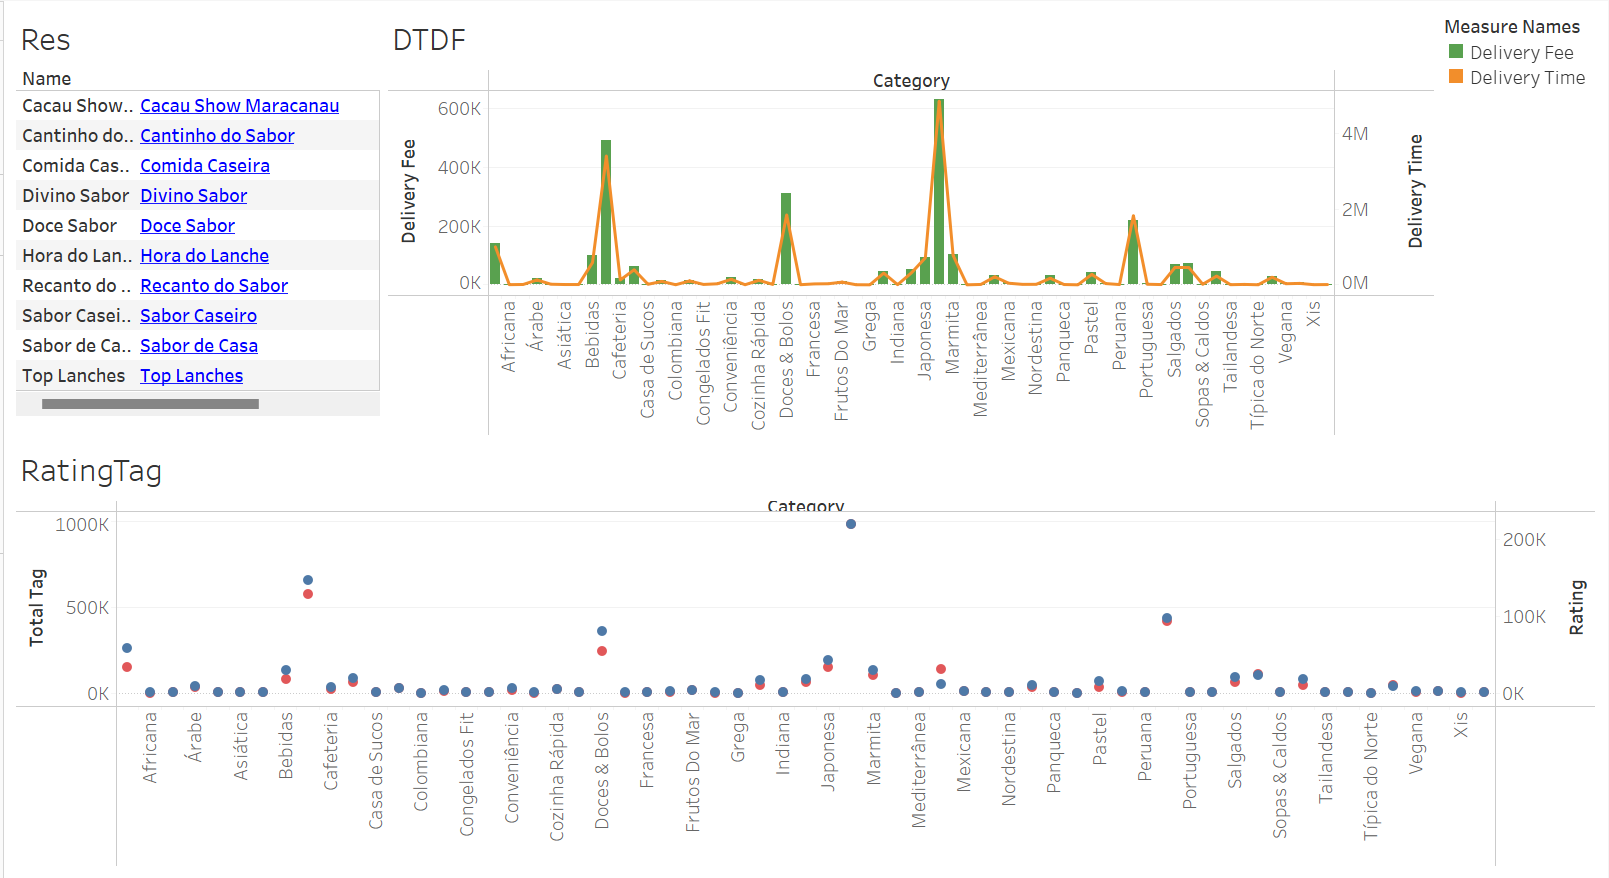 Res
Name
Cacau Show.. Cacau Show Maracanau
Cantinho do.. Cantinho do Sabor
Comida Cas.. Comida Caseira
Divino Sabor Divino Sabor
Doce Sabor Doce Sabor
Hora do Lan.. Hora do Lanche
Recanto do .. Recanto do Sabor
Sabor Casei.. Sabor Caseiro
Sabor de Ca.. Sabor de Casa
Top Lanches Top Lanches
DTDF
Category
Delivery Fee
600K
400K
200K
0K
4M
2M
0M
Delivery Time
Africana
Árabe
Asiática
Bebidas
Cafeteria
Casa de Sucos
Colombiana
Congelados Fit
Conveniência
Cozinha Rápida
Doces & Bolos
Francesa
Frutos Do Mar
Grega
Indiana
Japonesa
Marmita
Mediterrânea
Mexicana
Nordestina
Panqueca
Pastel
Peruana
Portuguesa
Salgados
Sopas & Caldos
Tailandesa
Típica do Norte
Vegana
Xis
Measure Names
Delivery Fee
Delivery Time
RatingTag
Category
Total Tag
1000K
500K
0K
200K
100K
0K
Rating
Africana
Árabe
Asiática
Bebidas
Cafeteria
Casa de Sucos
Colombiana
Congelados Fit
Conveniência
Cozinha Rápida
Doces & Bolos
Francesa
Frutos Do Mar
Grega
Indiana
Japonesa
Marmita
Mediterrânea
Mexicana
Nordestina
Panqueca
Pastel
Peruana
Portuguesa
Salgados
Sopas & Caldos
Tailandesa
Típica do Norte
Vegana
Xis